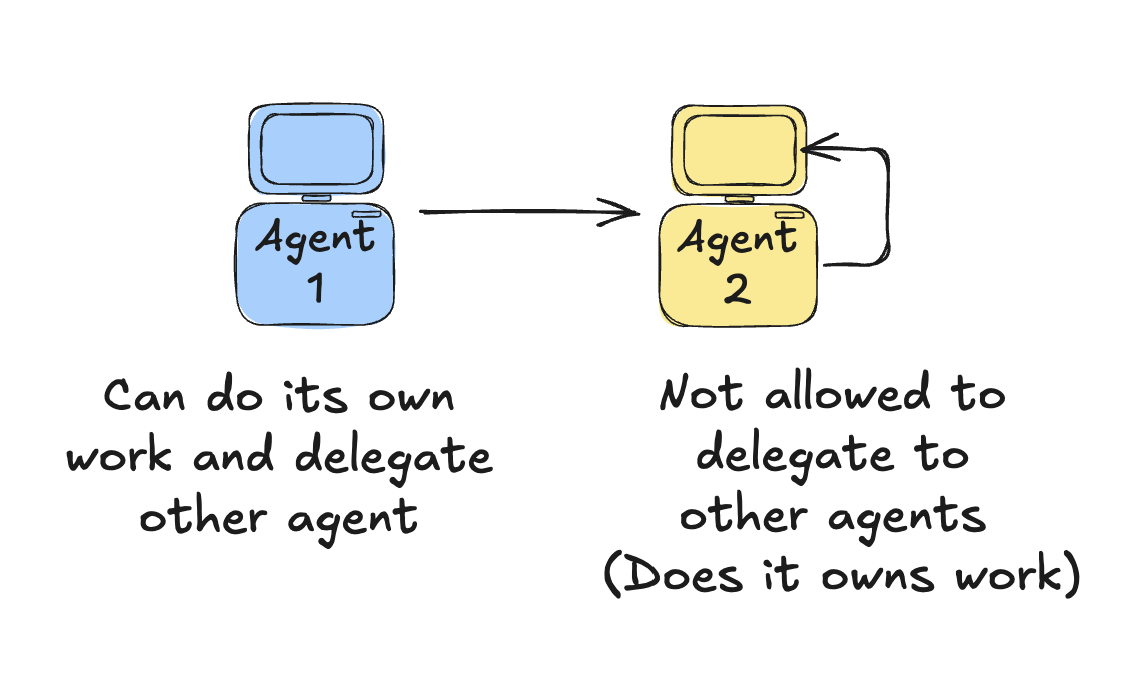 Agent
1
Agent
2
Can do its own
work and delegate
other agent
Not allowed to
delegate to
other agents
(Does it owns work)